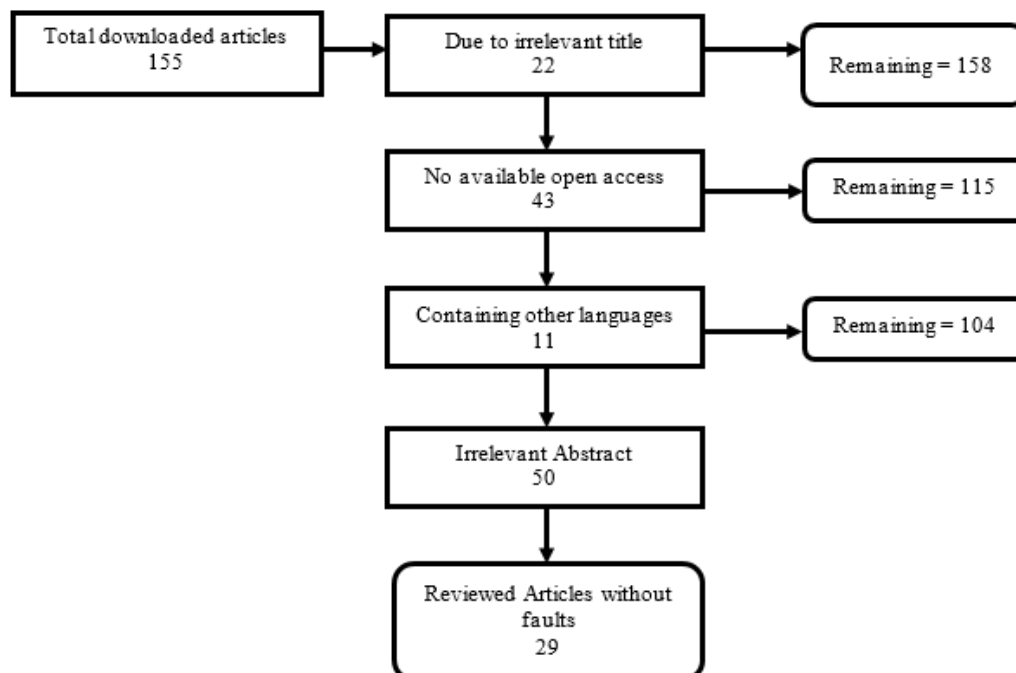 Total downloaded articles
155
Due to irrelevant title
22
Remaining = 158
No available open access
43
Remaining = 115
Containing other languages
11
Remaining = 104
Irrelevant Abstract
50
Reviewed Articles without
faults
29